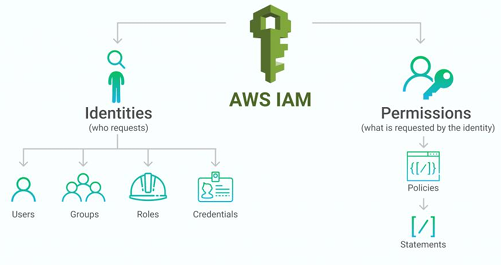 AWS IAM
Identities
(who requests)
Users
Groups
Roles
Credentials
Permissions
(what is requested by the identity)
{[/]}
Policies
[/]
Statements